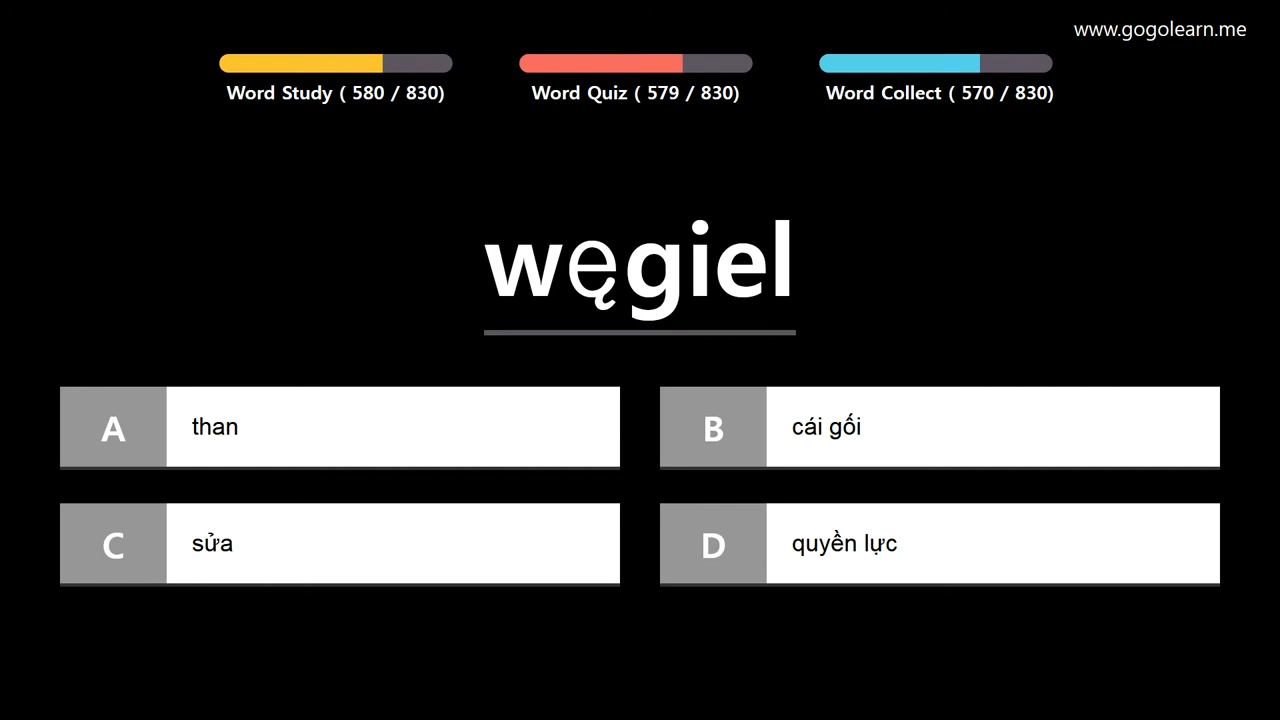 www.gogolearn.me
Word Study ( 580 / 830)
Word Quiz ( 579 / 830)
Word Collect ( 570 / 830)
węgiel
A than
B cái gối
C sửa
D quyền lực